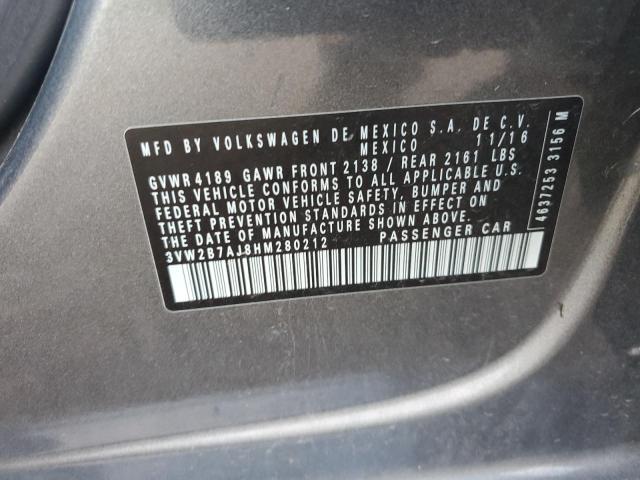 MFD BY VOLKSWAGEN DE MEXICO S.A. DE C.V.
MEXICO 11/16
GVWR 4189 GAWR FRONT 2138 / REAR 2161 LBS
THIS VEHICLE CONFORMS TO ALL APPLICABLE U.S.
FEDERAL MOTOR VEHICLE SAFETY, BUMPER AND
THEFT PREVENTION STANDARDS IN EFFECT ON
THE DATE OF MANUFACTURE SHOWN ABOVE.
3VW2B7AJ8HM280212 PASSENGER CAR
4637253 3156 M